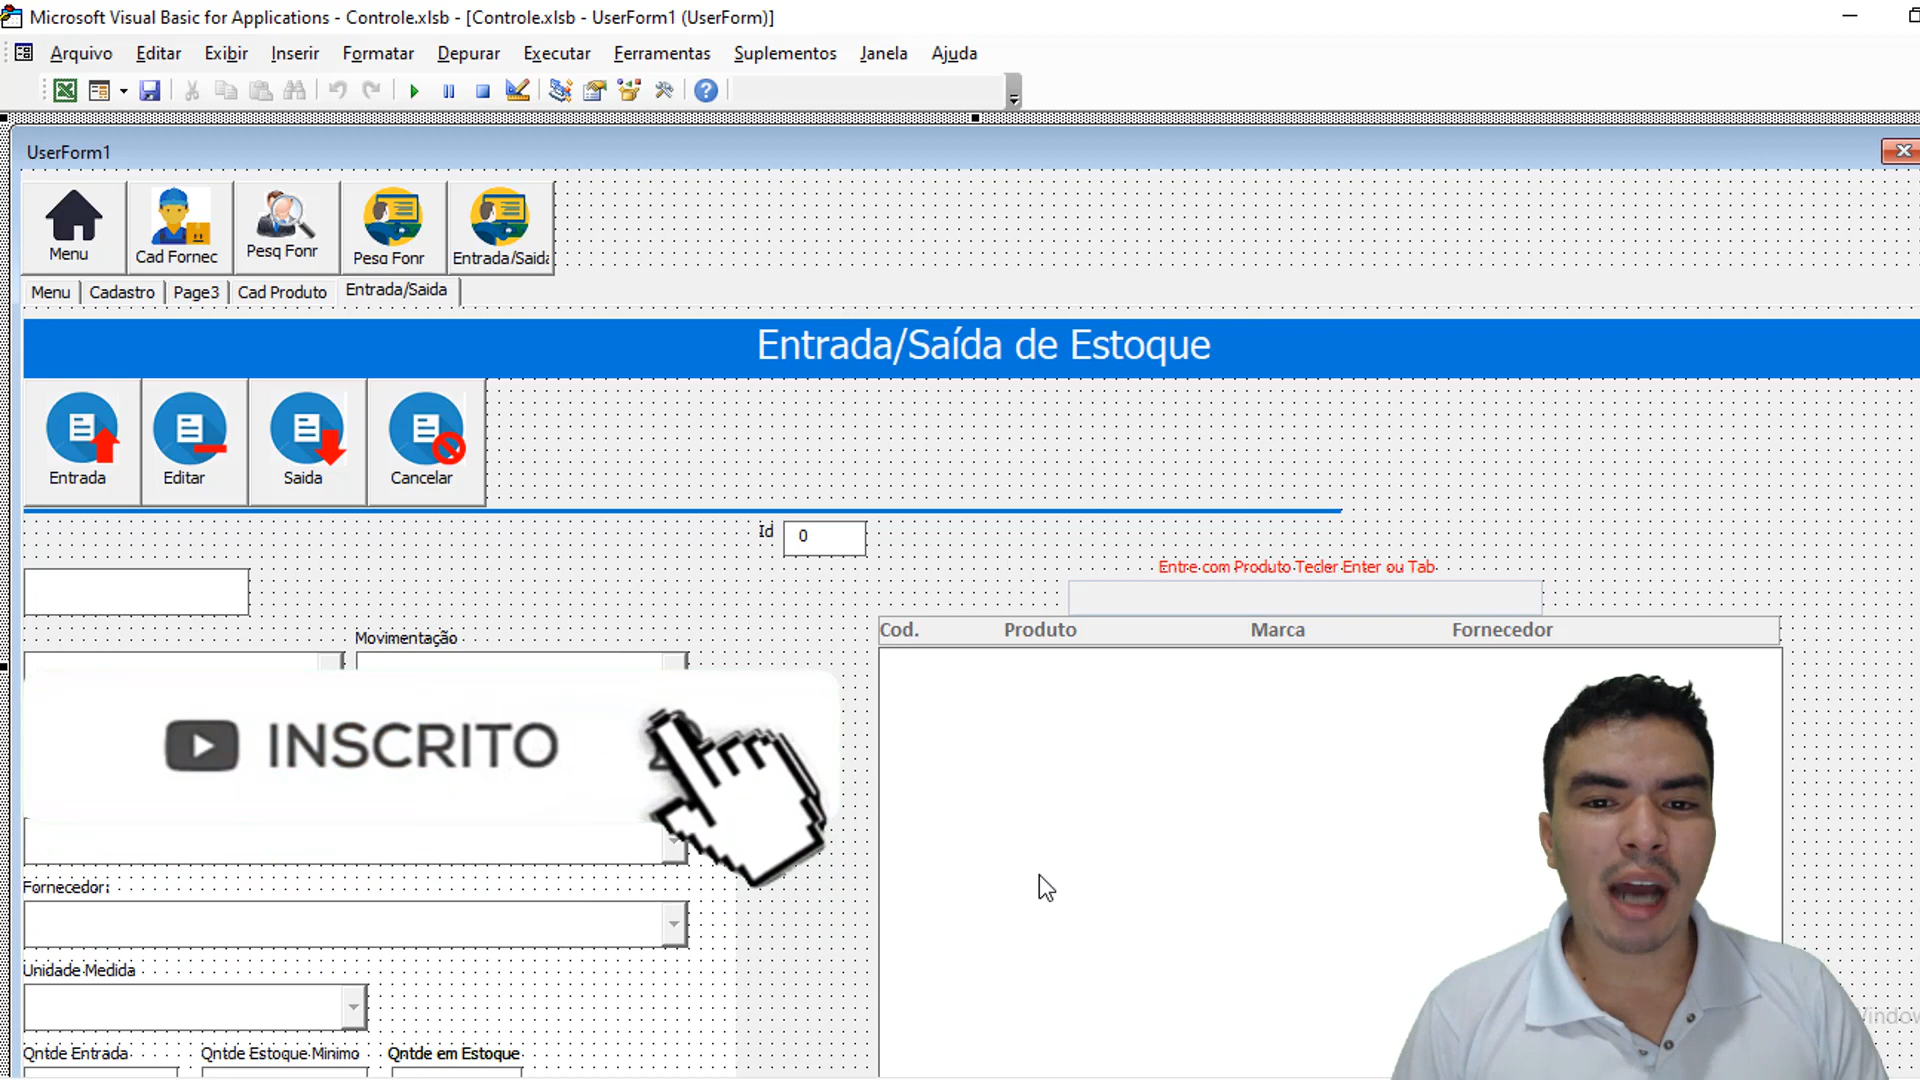 Microsoft Visual Basic for Applications - Controle.xlsb - [Controle.xlsb - UserForm1 (UserForm)]
Arquivo Editar Exibir Inserir Formatar Depurar Executar Ferramentas Suplementos Janela Ajuda
UserForm1
Menu Cad Fornec Pesq Fonr Pesq Fonr Entrada/Saida
Menu Cadastro Page3 Cad Produto Entrada/Saida
Entrada/Saída de Estoque
Entrada Editar Saida Cancelar
Id 0
Entre com Produto Tecler Enter ou Tab
Cod. Produto Marca Fornecedor
Movimentação
INSCRITO
Fornecedor:
Unidade Medida
Qntde Entrada Qntde Estoque Minimo Qntde em Estoque